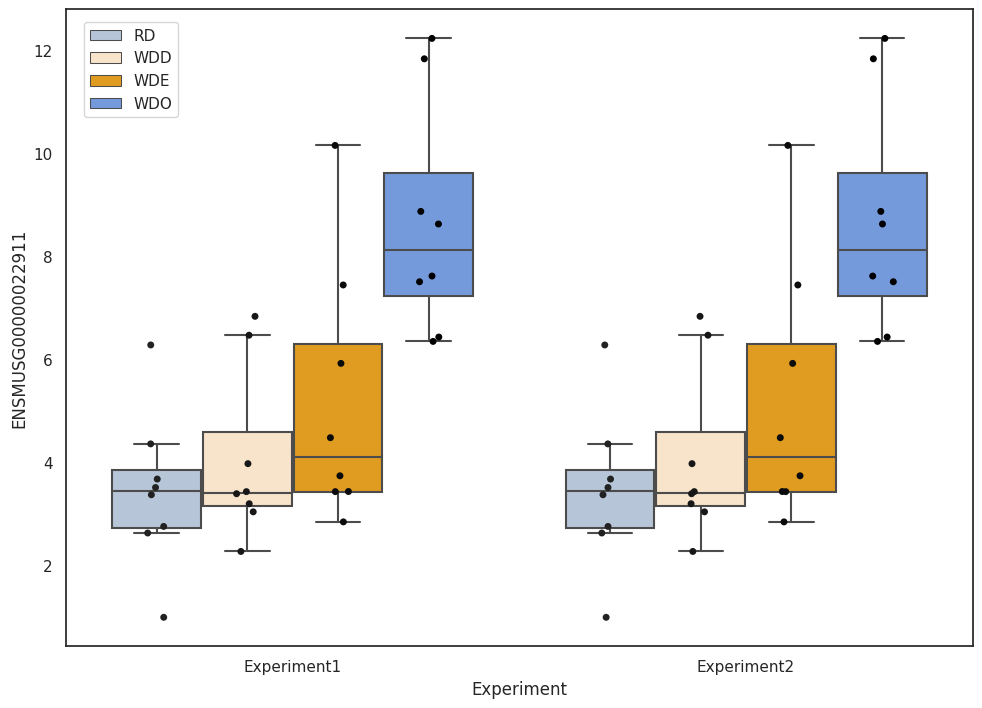 RD
WDD
WDE
WDO
12
10
8
6
4
2
ENSMUSG00000022911
Experiment1
Experiment2
Experiment